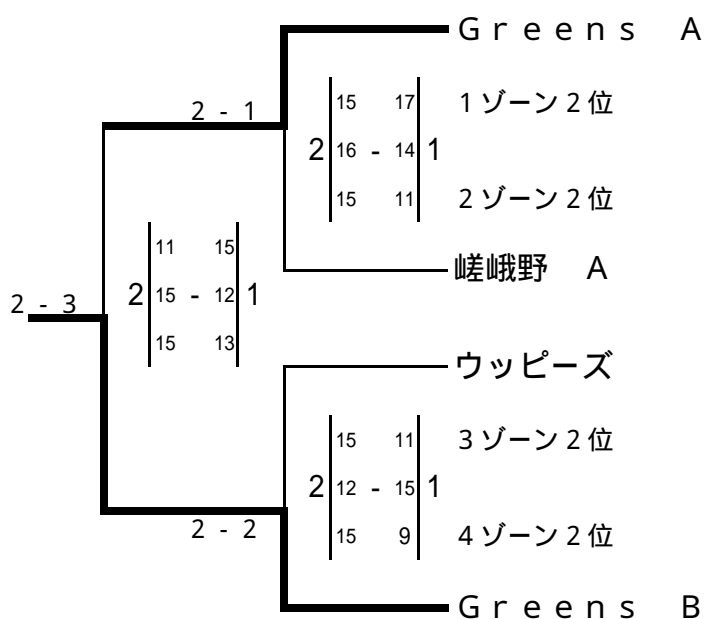 Greens A
2 - 1
15 17
1ゾーン2位
2 16 - 14 1
15 11
2ゾーン2位
嵯峨野 A
11 15
2 15 - 12 1
15 13
2 - 3
ウッピーズ
15 11
3ゾーン2位
2 12 - 15 1
15 9
4ゾーン2位
2 - 2
Greens B